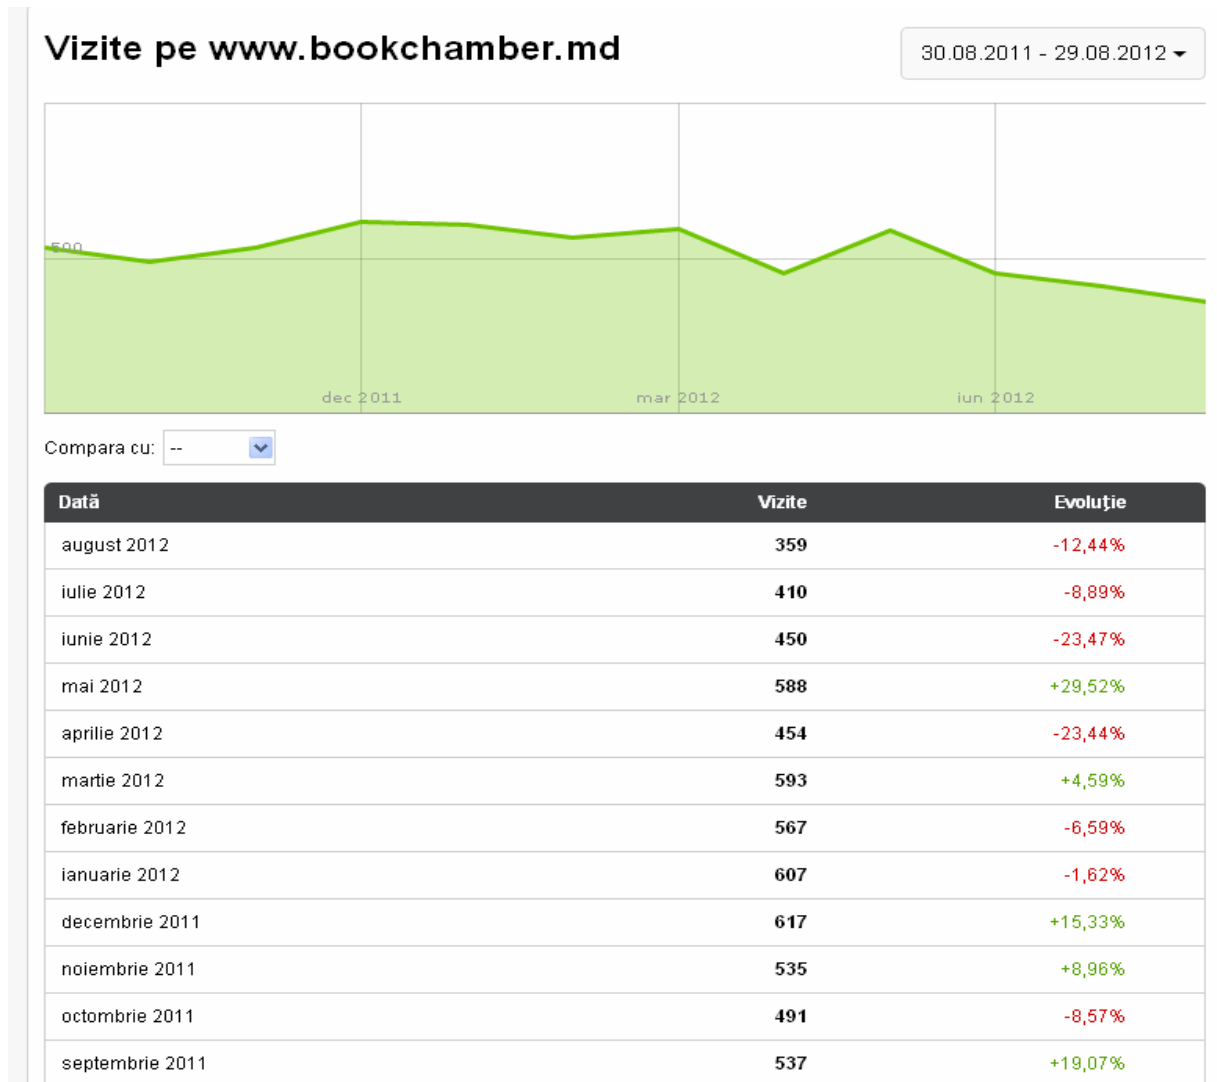 Vizite pe www.bookchamber.md
30.08.2011 - 29.08.2012
500
dec 2011 mar 2012 iun 2012
Compara cu: --
Dată Vizite Evoluţie
august 2012 359 -12,44%
iulie 2012 410 -8,89%
iunie 2012 450 -23,47%
mai 2012 588 +29,52%
aprilie 2012 454 -23,44%
martie 2012 593 +4,59%
februarie 2012 567 -6,59%
ianuarie 2012 607 -1,62%
decembrie 2011 617 +15,33%
noiembrie 2011 535 +8,96%
octombrie 2011 491 -8,57%
septembrie 2011 537 +19,07%